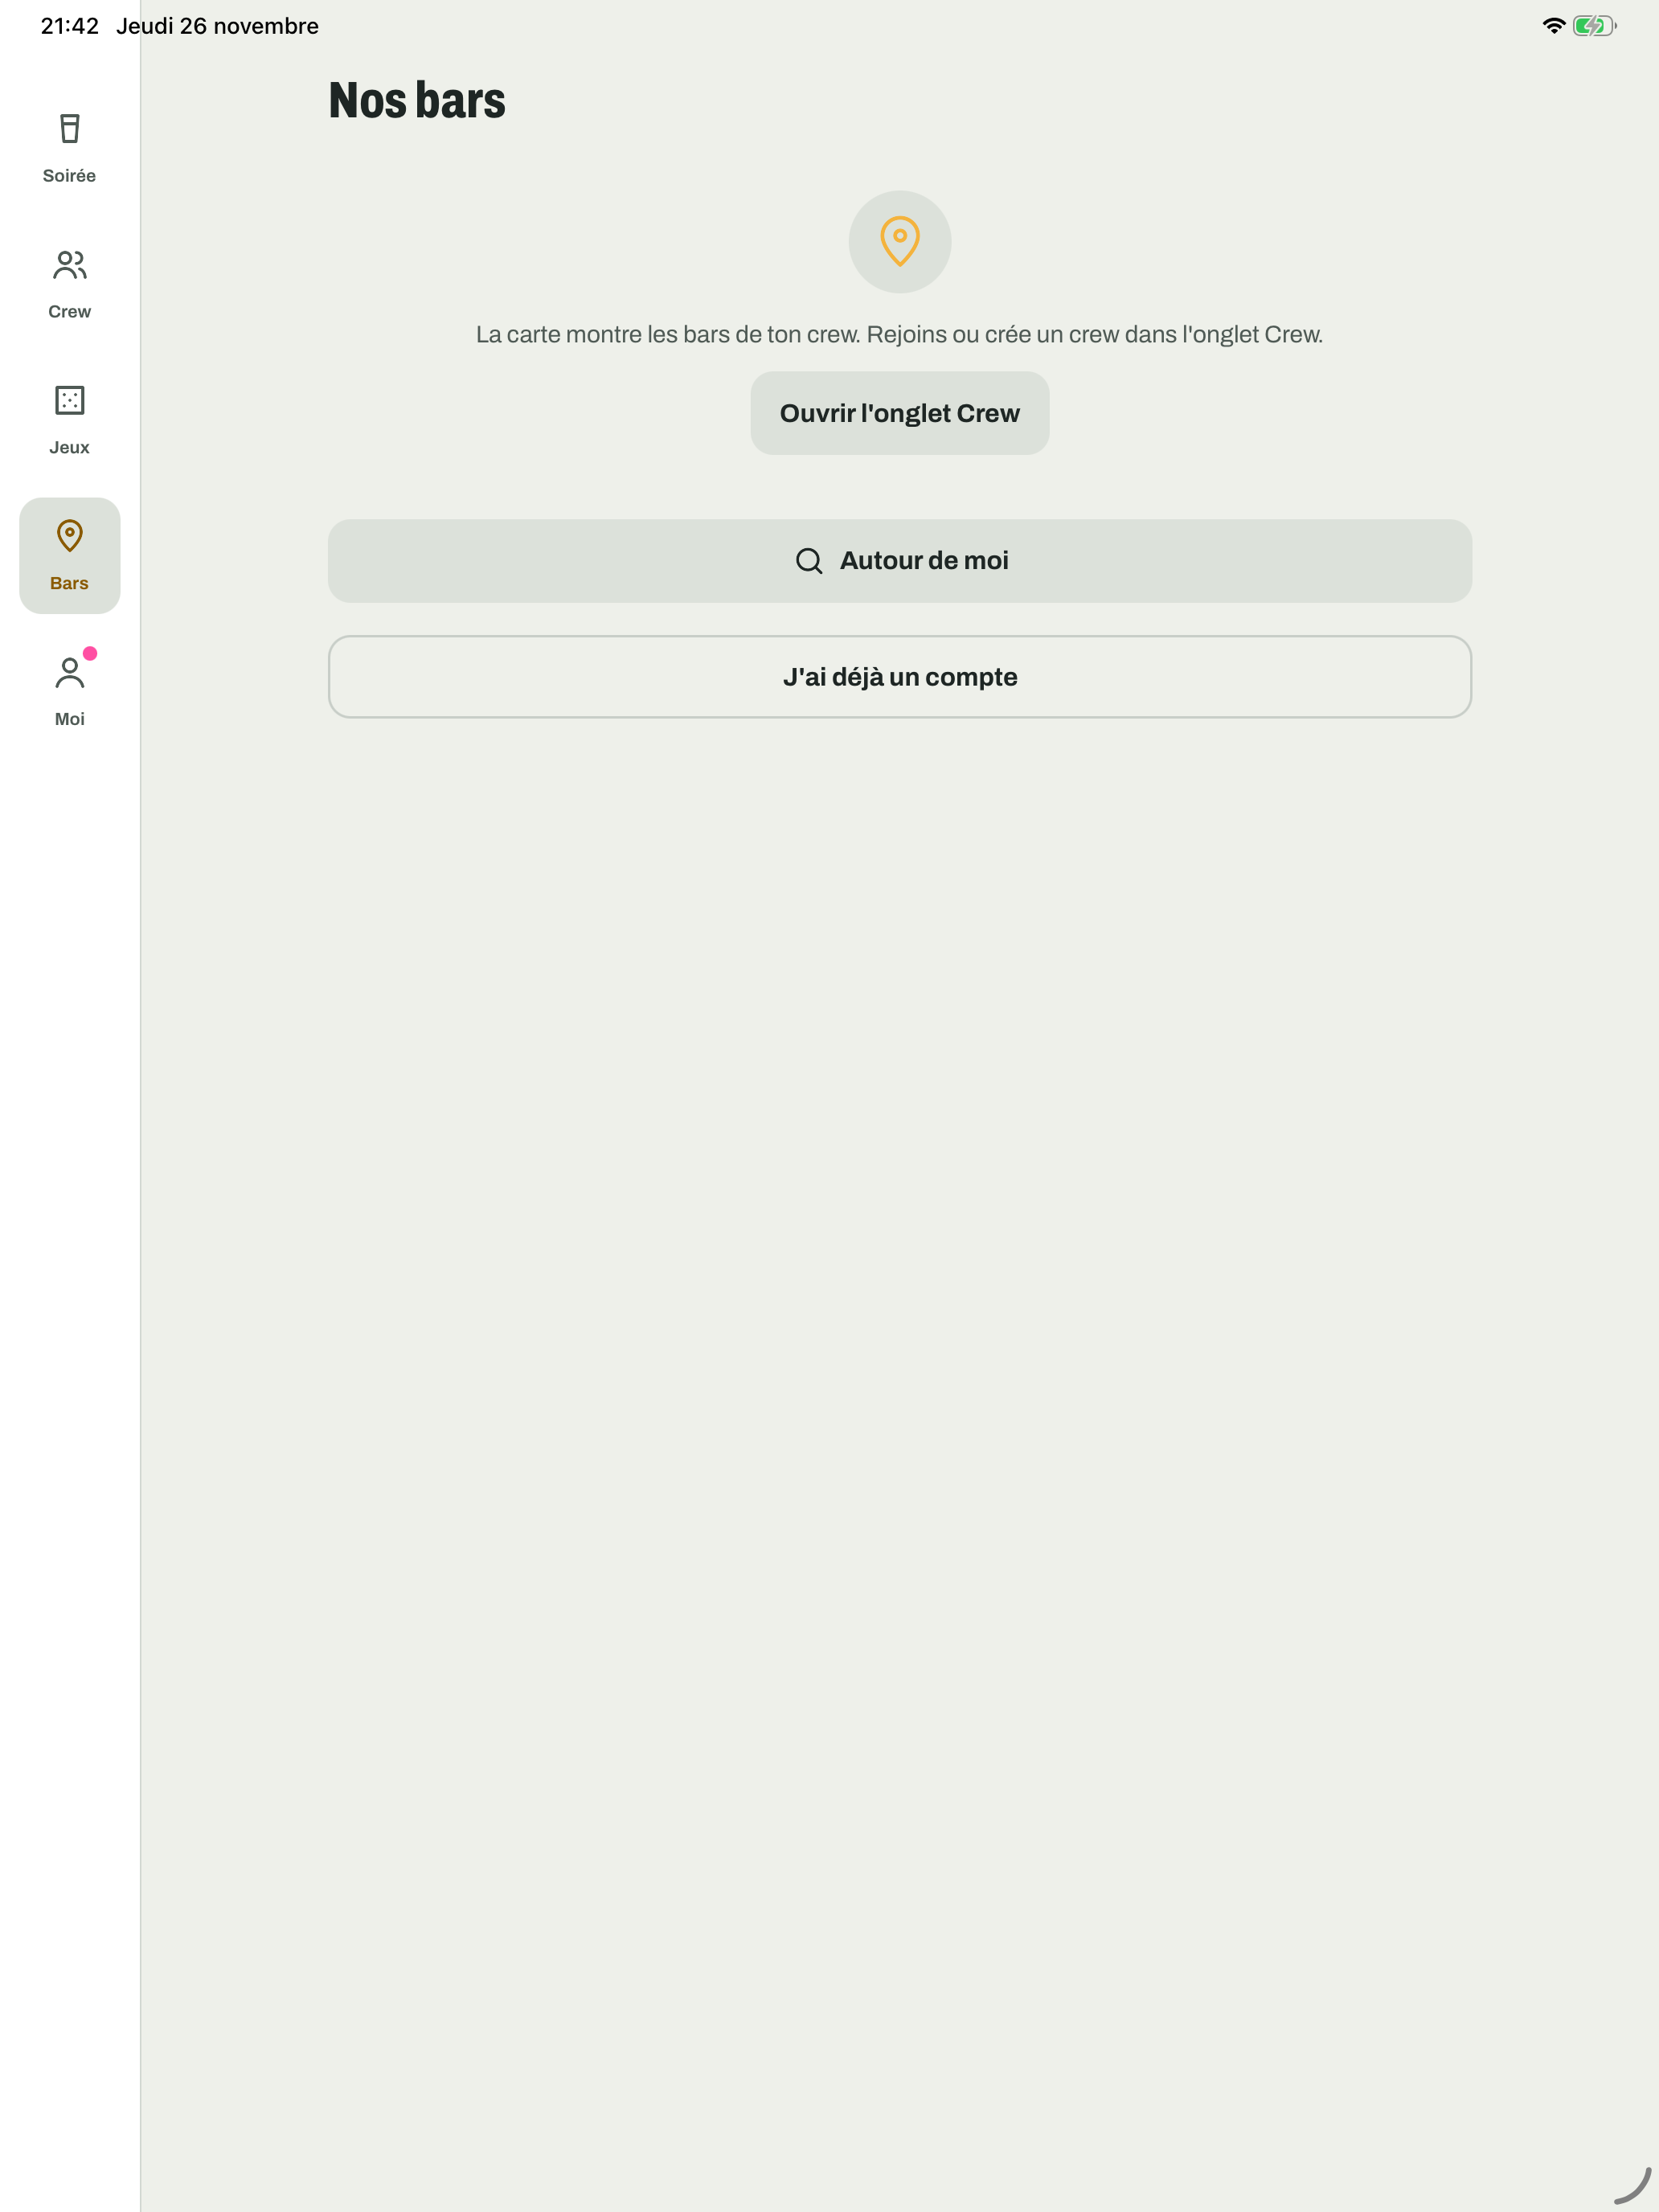 21:42 Jeudi 26 novembre
Nos bars
Soirée
Crew
Jeux
Bars
Moi
La carte montre les bars de ton crew. Rejoins ou crée un crew dans l'onglet Crew.
Ouvrir l'onglet Crew
Autour de moi
J'ai déjà un compte